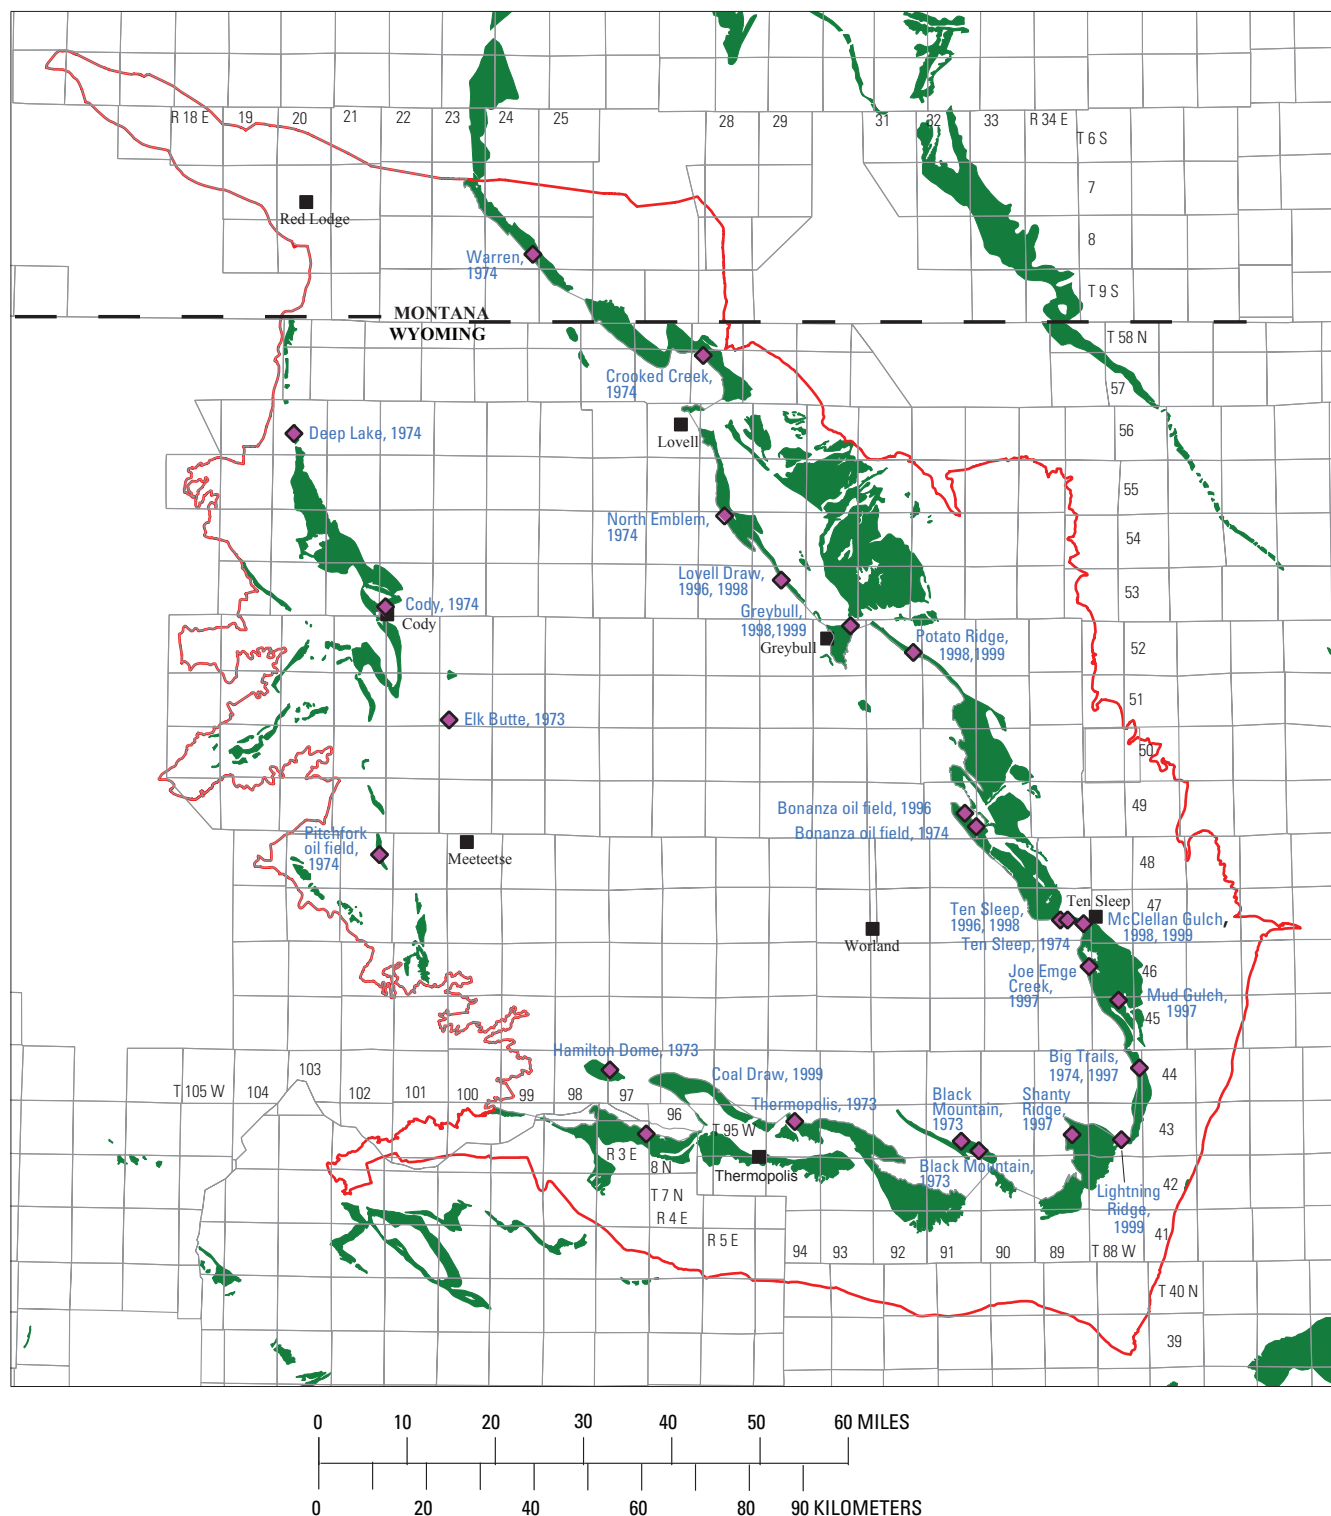 R 18 E
19
20
21
22
23
24
25
28
29
31
32
33
R 34 E
T 6 S
7
8
T 9 S
Red Lodge
Warren,
1974
MONTANA
WYOMING
T 58 N
57
56
55
54
53
52
51
50
49
48
47
46
45
44
43
42
41
T 40 N
39
Crooked Creek,
1974
Lovell
Deep Lake, 1974
North Emblem,
1974
Lovell Draw,
1996, 1998
Cody, 1974
Cody
Greybull,
1998,1999
Greybull
Potato Ridge,
1998,1999
Elk Butte, 1973
Bonanza oil field, 1996
Bonanza oil field, 1974
Pitchfork
oil field,
1974
Meeteetse
Ten Sleep
Ten Sleep,
1996, 1998
McClellan Gulch,
1998, 1999
Ten Sleep, 1974
Worland
Joe Emge
Creek,
1997
Mud Gulch,
1997
Hamilton Dome, 1973
Big Trails,
1974, 1997
Coal Draw, 1999
Thermopolis, 1973
Black
Mountain,
1973
Shanty
Ridge,
1997
T 105 W
104
103
102
101
100
99
98
97
96
T 95 W
R 3 E
8 N
Thermopolis
Black Mountain,
1973
T 7 N
R 4 E
Lightning
Ridge,
1999
R 5 E
94
93
92
91
90
89
T 88 W
0
10
20
30
40
50
60 MILES
0
20
40
60
80
90 KILOMETERS